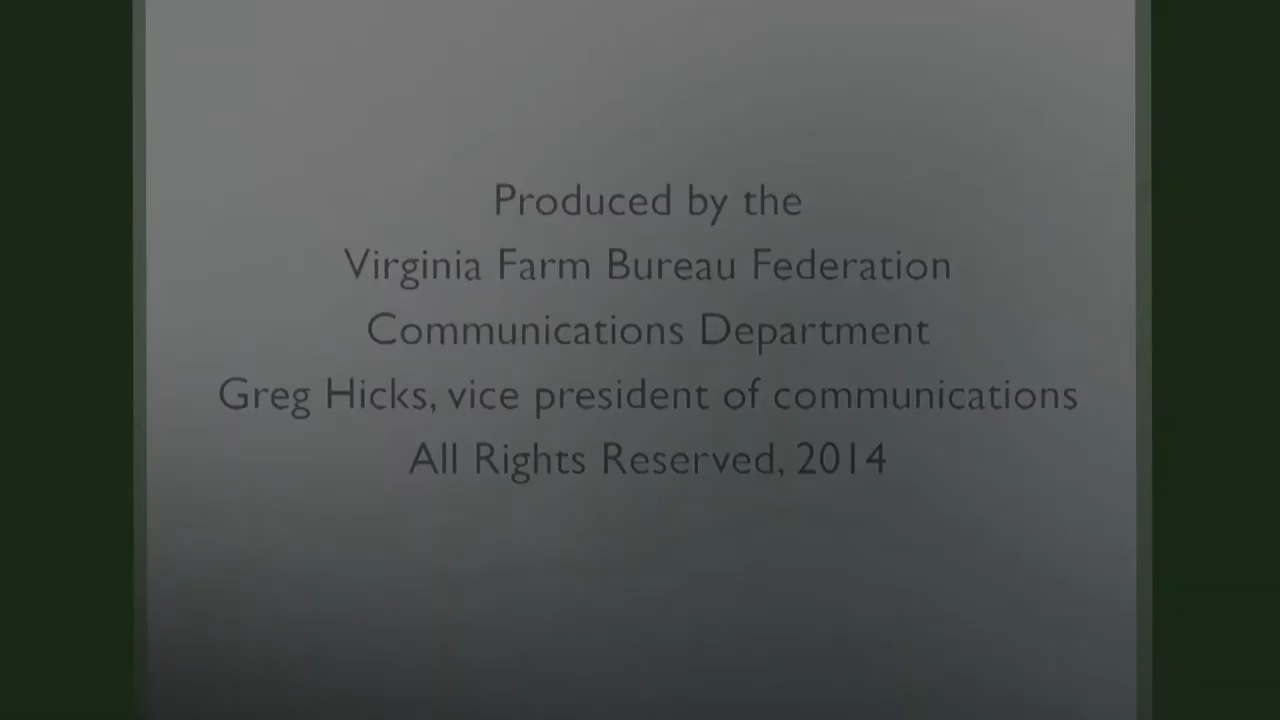 Produced by the
Virginia Farm Bureau Federation
Communications Department
Greg Hicks, vice president of communications
All Rights Reserved, 2014